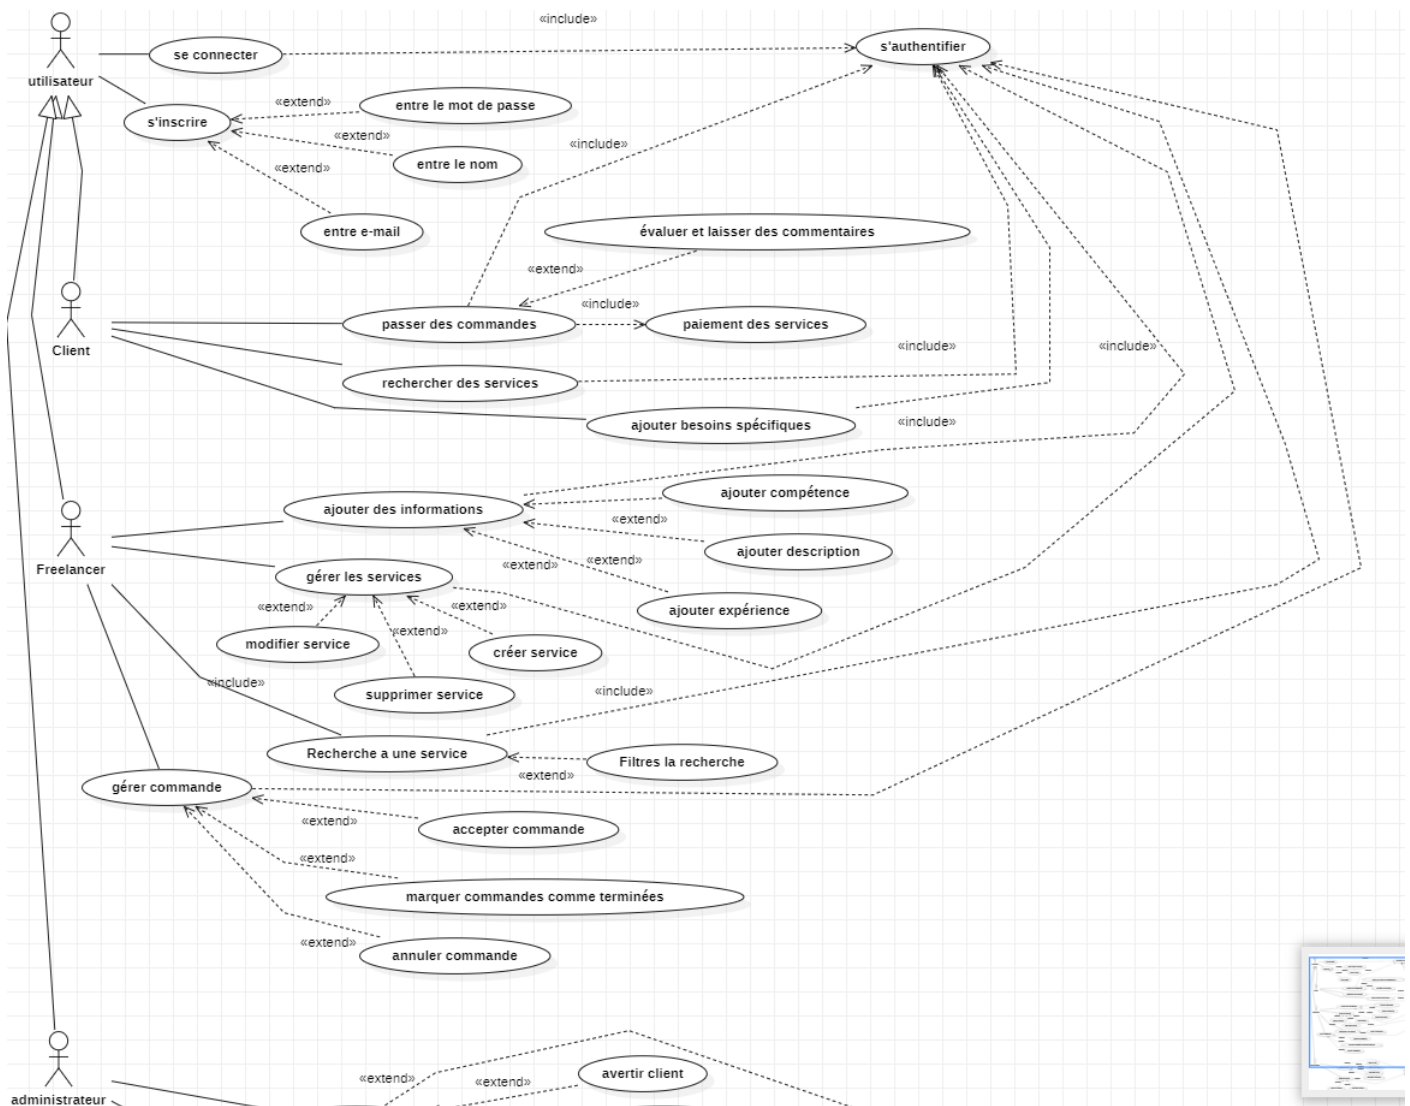 «include»
se connecter
s'authentifier
utilisateur
«extend»
entre le mot de passe
s'inscrire
«extend»
«include»
entre le nom
«extend»
entre e-mail
évaluer et laisser des commentaires
«extend»
«include»
passer des commandes
paiement des services
Client
«include»
«include»
rechercher des services
«include»
ajouter besoins spécifiques
ajouter compétence
ajouter des informations
«extend»
ajouter description
Freelancer
«extend»
«extend»
gérer les services
«extend»
«extend»
ajouter expérience
«extend»
modifier service
créer service
«include»
supprimer service
«include»
Recherche a une service
Filtres la recherche
«extend»
gérer commande
«extend»
accepter commande
«extend»
marquer commandes comme terminées
«extend»
annuler commande
avertir client
«extend»
«extend»
administrateur